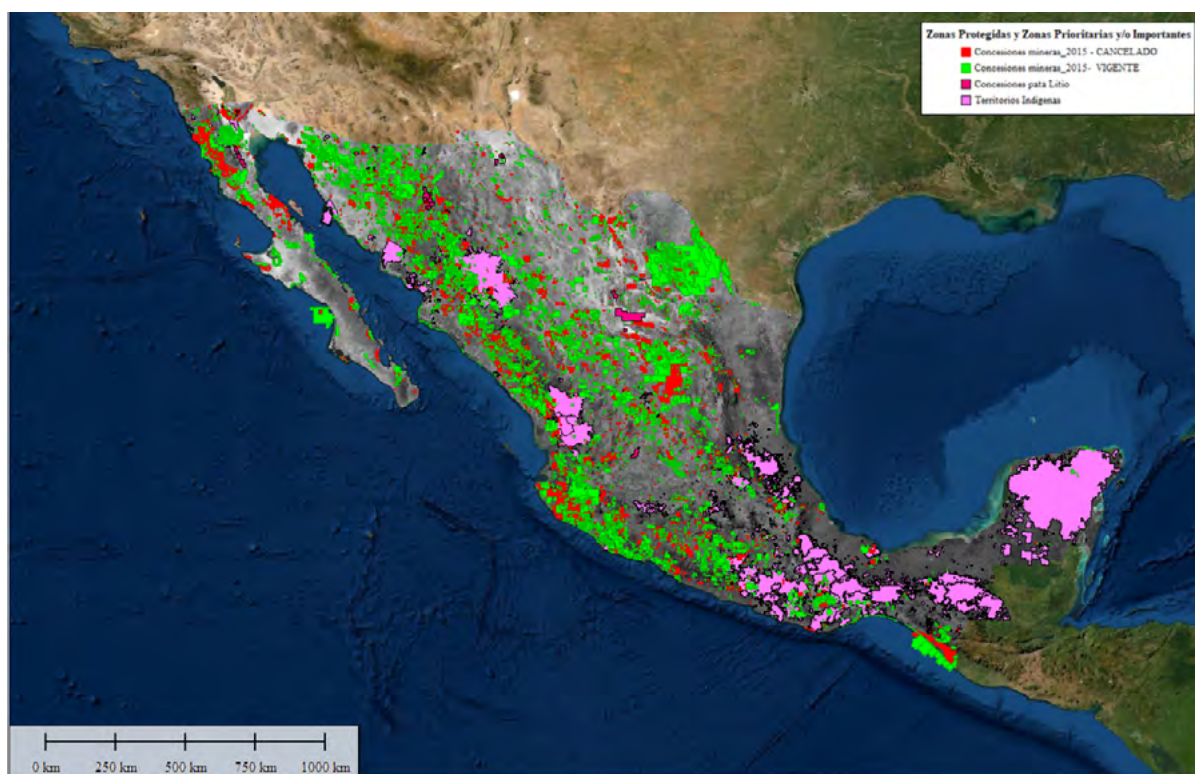 Zonas Protegidas y Zonas Prioritarias y/o Importantes
Concesiones mineras_2015 - CANCELADO
Concesiones mineras_2015- VIGENTE
Concesiones pata Litio
Territorios Indigenas
0 km 250 km 500 km 750 km 1000 km